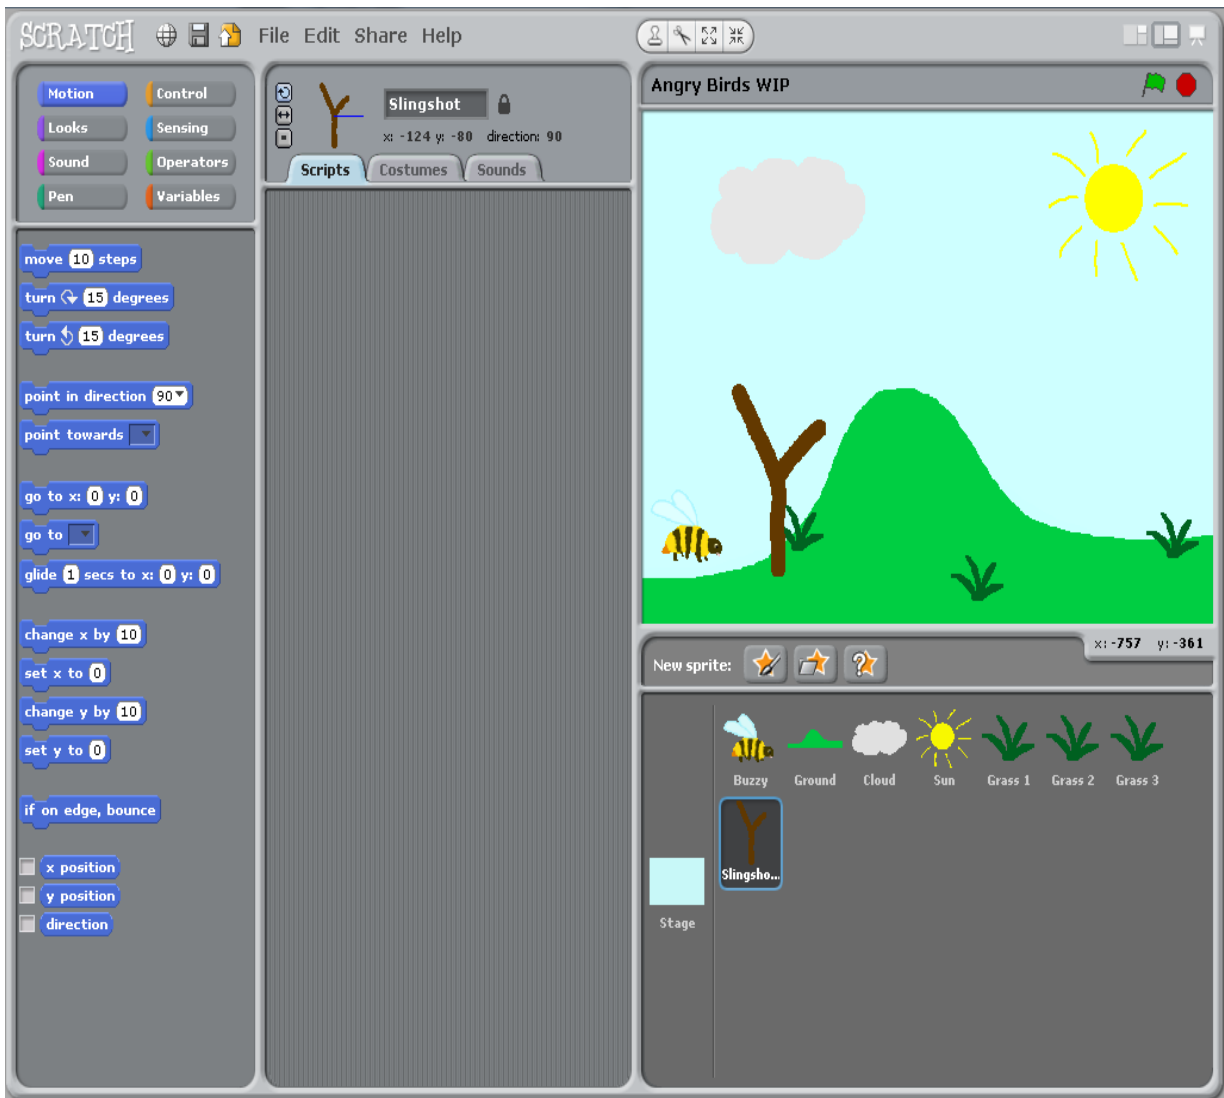 SCRATCH File Edit Share Help
Motion Control
Looks Sensing
Sound Operators
Pen Variables
move 10 steps
turn 15 degrees
turn 15 degrees
point in direction 90
point towards
go to x: 0 y: 0
go to
glide 1 secs to x: 0 y: 0
change x by 10
set x to 0
change y by 10
set y to 0
if on edge, bounce
x position
y position
direction
Slingshot
x: -124 y: -80 direction: 90
Scripts Costumes Sounds
Angry Birds WIP
x: -757 y: -361
New sprite:
Buzzy Ground Cloud Sun Grass 1 Grass 2 Grass 3
Slingsho...
Stage